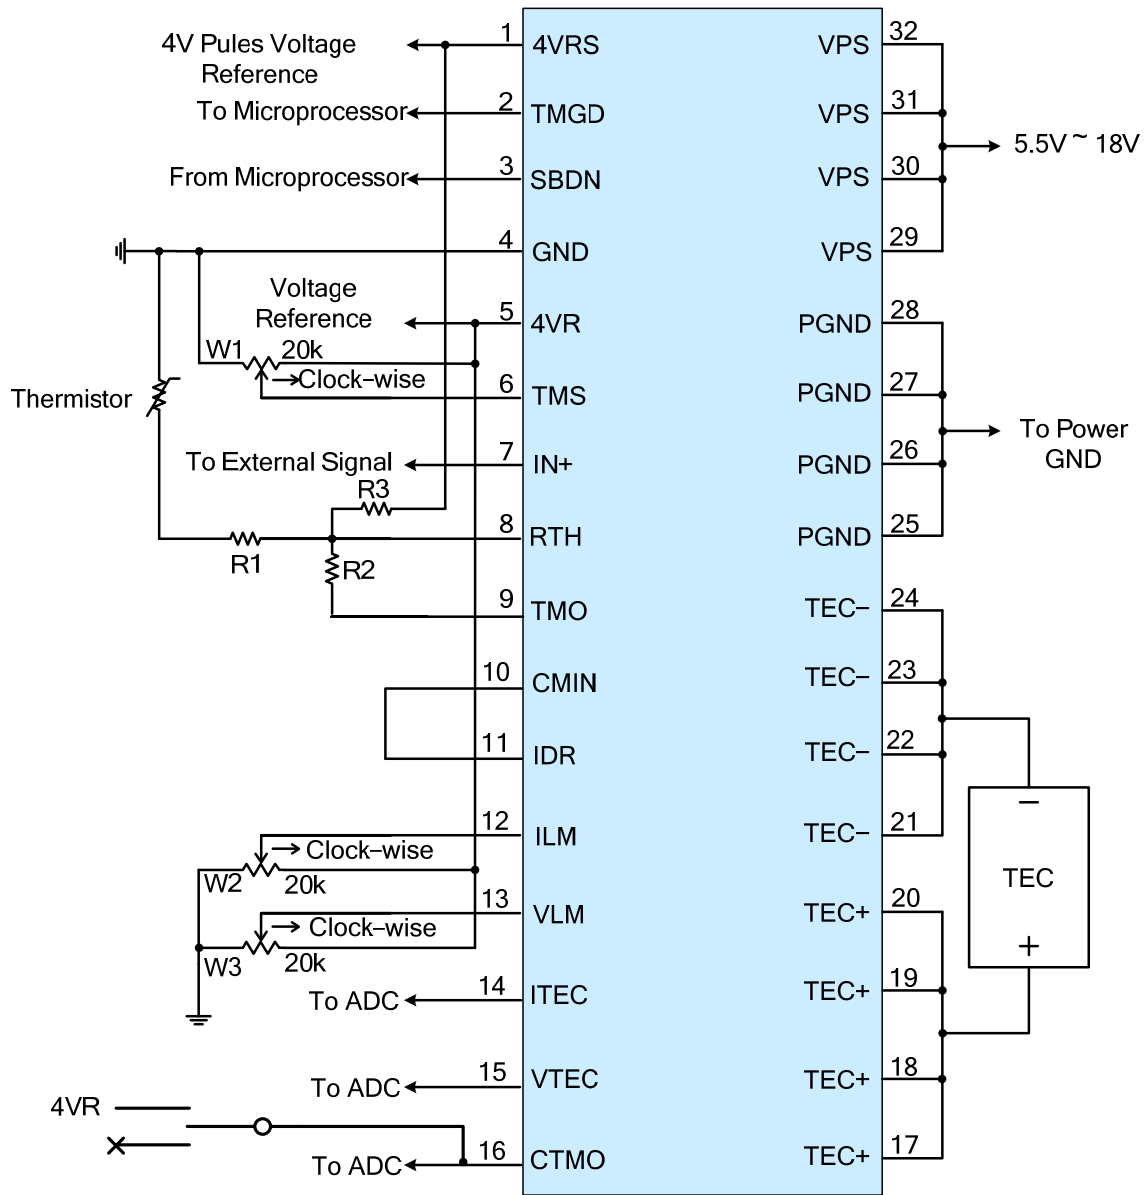 4V Pules Voltage
Reference
1
4VRS
VPS
32
To Microprocessor
2
TMGD
VPS
31
5.5V ~ 18V
From Microprocessor
3
SBDN
VPS
30
4
GND
VPS
29
Voltage
Reference
5
4VR
PGND
28
W1
20k
Clock-wise
6
TMS
PGND
27
Thermistor
To Power
GND
To External Signal
7
IN+
PGND
26
R3
8
RTH
PGND
25
R1
R2
9
TMO
TEC-
24
10
CMIN
TEC-
23
11
IDR
TEC-
22
12
ILM
TEC-
21
Clock-wise
W2
20k
–
TEC
+
13
VLM
TEC+
20
Clock-wise
W3
20k
To ADC
14
ITEC
TEC+
19
To ADC
15
VTEC
TEC+
18
4VR
To ADC
16
CTMO
TEC+
17